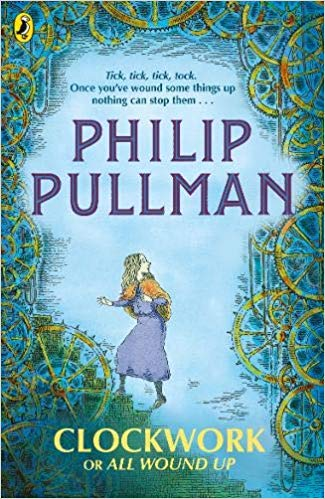 Tick, tick, tick, tock.
Once you've wound some things up
nothing can stop them . . .
PHILIP
PULLMAN
CLOCKWORK
OR ALL WOUND UP